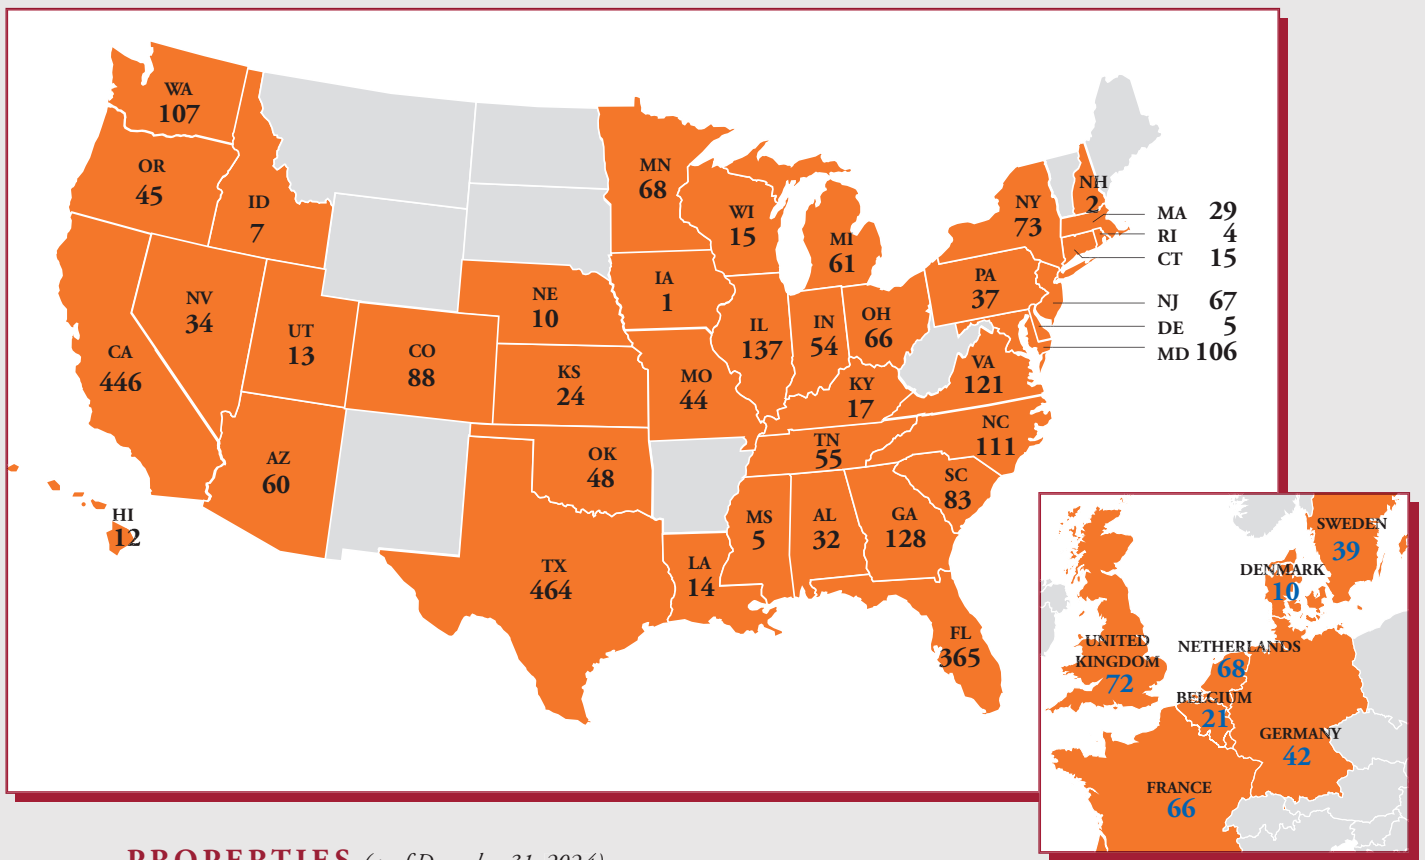 WA
107
OR
45
ID
7
NV
34
UT
13
CA
446
AZ
60
CO
88
HI
12
NE
10
KS
24
OK
48
TX
464
MN
68
IA
1
MO
44
LA
14
WI
15
IL
137
MI
61
IN
54
OH
66
KY
17
TN
55
MS
5
AL
32
GA
128
FL
365
SC
83
NC
111
VA
121
PA
37
NY
73
NH
2
MA 29
RI 4
CT 15
NJ 67
DE 5
MD 106
SWEDEN
39
DENMARK
10
UNITED
KINGDOM
72
NETHERLANDS
68
BELGIUM
21
GERMANY
42
FRANCE
66
PROPERTIES (as of December 31, 2024)